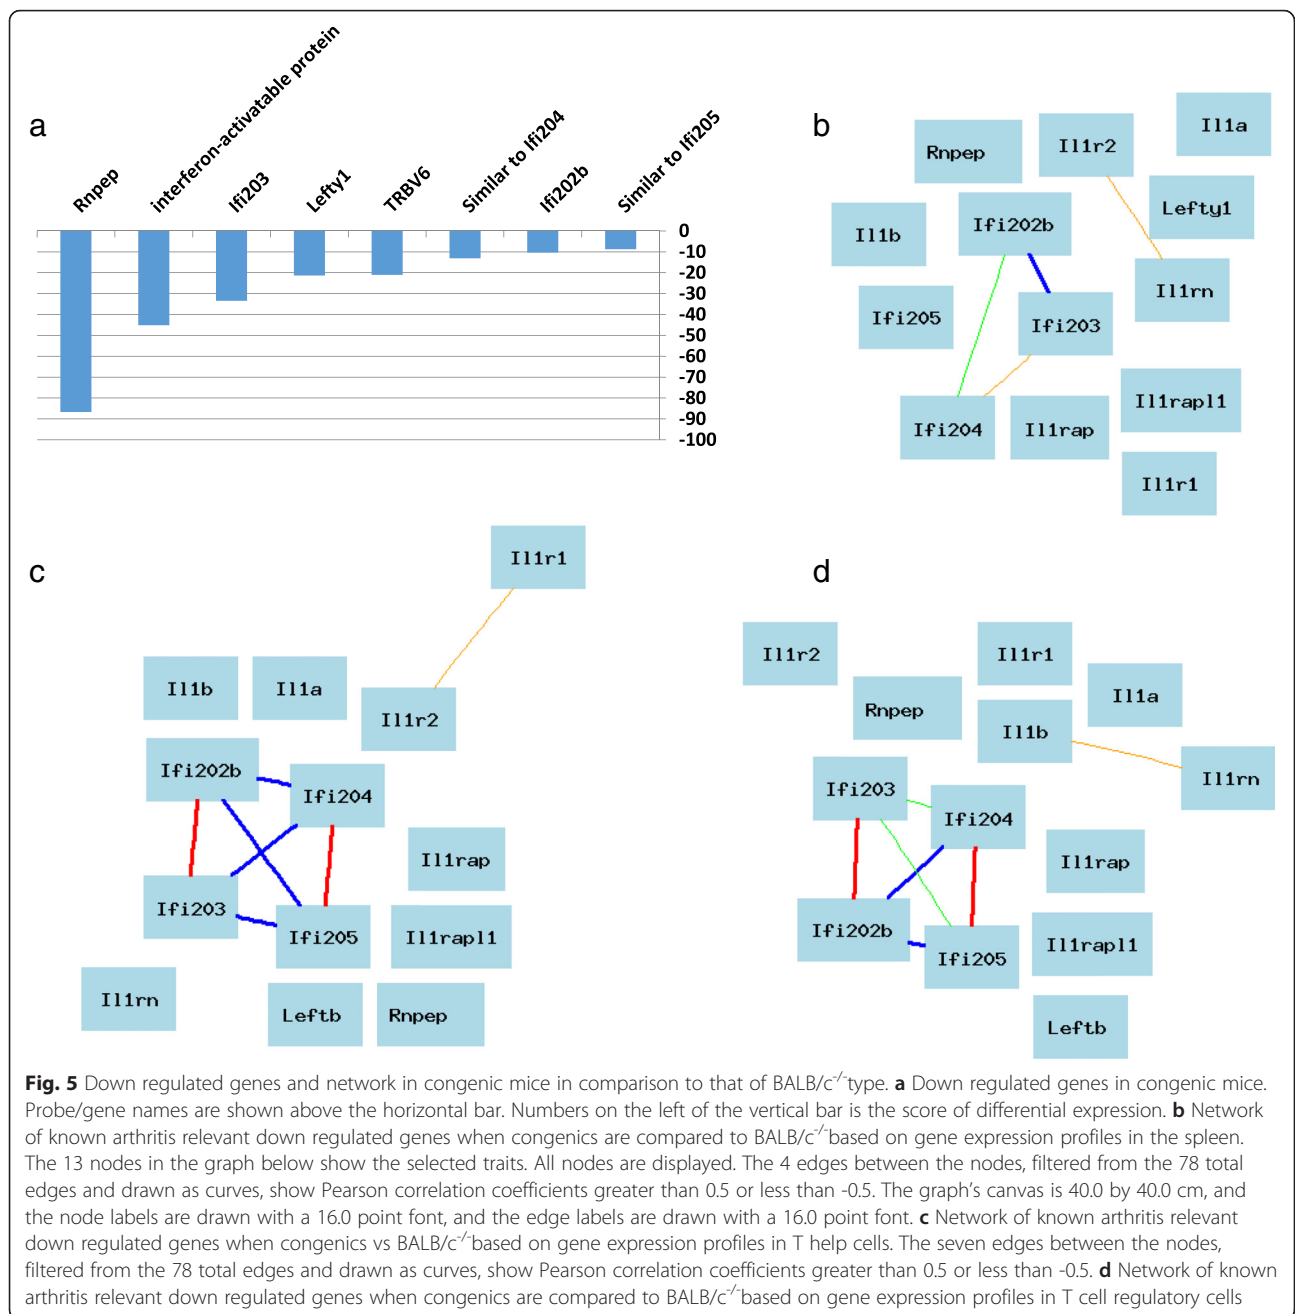 a
Rnpep
interferon-activatable protein
Ifi203
Lefty1
TRBV6
Similar to Ifi204
Ifi202b
Similar to Ifi205
0
-10
-20
-30
-40
-50
-60
-70
-80
-90
-100
b
Il1a
Rnpep
Il1r2
Lefty1
Il1b
Ifi202b
Il1rn
Ifi205
Ifi203
Il1rapl1
Ifi204
Il1rap
Il1r1
c
Il1r1
Il1b
Il1a
Il1r2
Ifi202b
Ifi204
Il1rap
Ifi203
Ifi205
Il1rapl1
Il1rn
Leftb
Rnpep
d
Il1r2
Il1r1
Rnpep
Il1a
Il1b
Il1rn
Ifi203
Ifi204
Il1rap
Ifi202b
Ifi205
Il1rapl1
Leftb
Fig. 5 Down regulated genes and network in congenic mice in comparison to that of BALB/c-/-type. a Down regulated genes in congenic mice.
Probe/gene names are shown above the horizontal bar. Numbers on the left of the vertical bar is the score of differential expression. b Network
of known arthritis relevant down regulated genes when congenics are compared to BALB/c-/-based on gene expression profiles in the spleen.
The 13 nodes in the graph below show the selected traits. All nodes are displayed. The 4 edges between the nodes, filtered from the 78 total
edges and drawn as curves, show Pearson correlation coefficients greater than 0.5 or less than -0.5. The graph's canvas is 40.0 by 40.0 cm, and
the node labels are drawn with a 16.0 point font, and the edge labels are drawn with a 16.0 point font. c Network of known arthritis relevant
down regulated genes when congenics vs BALB/c-/-based on gene expression profiles in T help cells. The seven edges between the nodes,
filtered from the 78 total edges and drawn as curves, show Pearson correlation coefficients greater than 0.5 or less than -0.5. d Network of known
arthritis relevant down regulated genes when congenics are compared to BALB/c-/-based on gene expression profiles in T cell regulatory cells